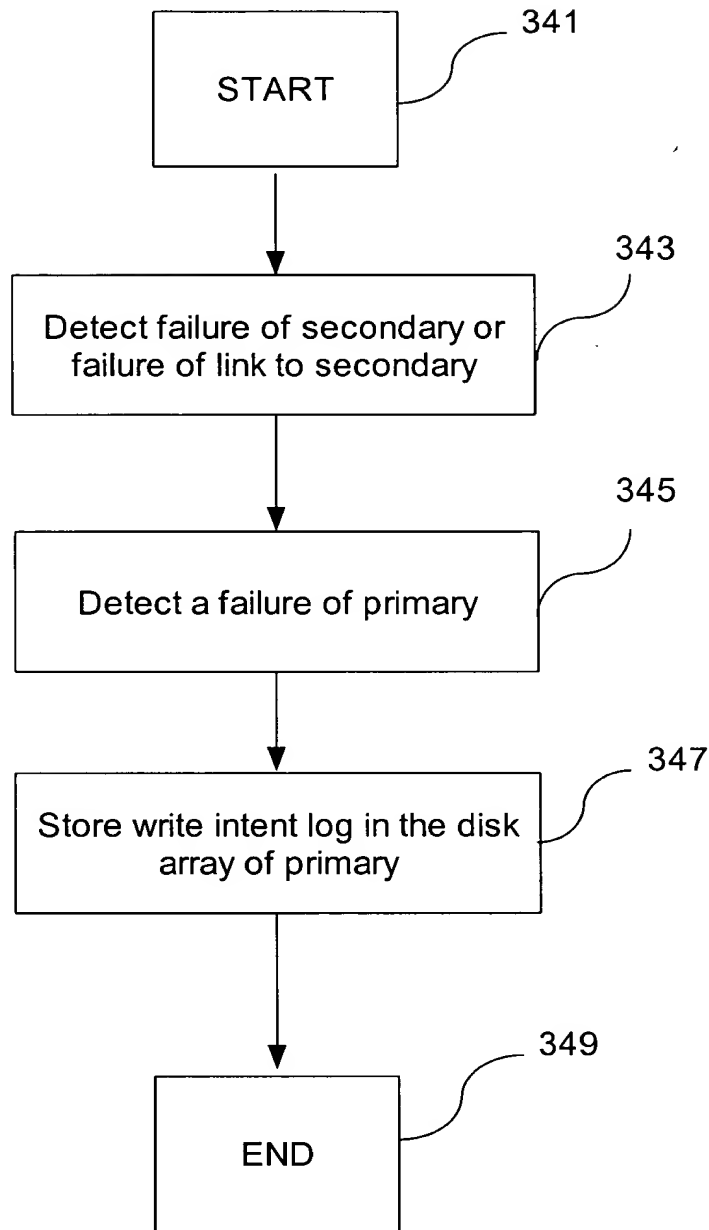 341
START
343
Detect failure of secondary or
failure of link to secondary
345
Detect a failure of primary
347
Store write intent log in the disk
array of primary
349
END